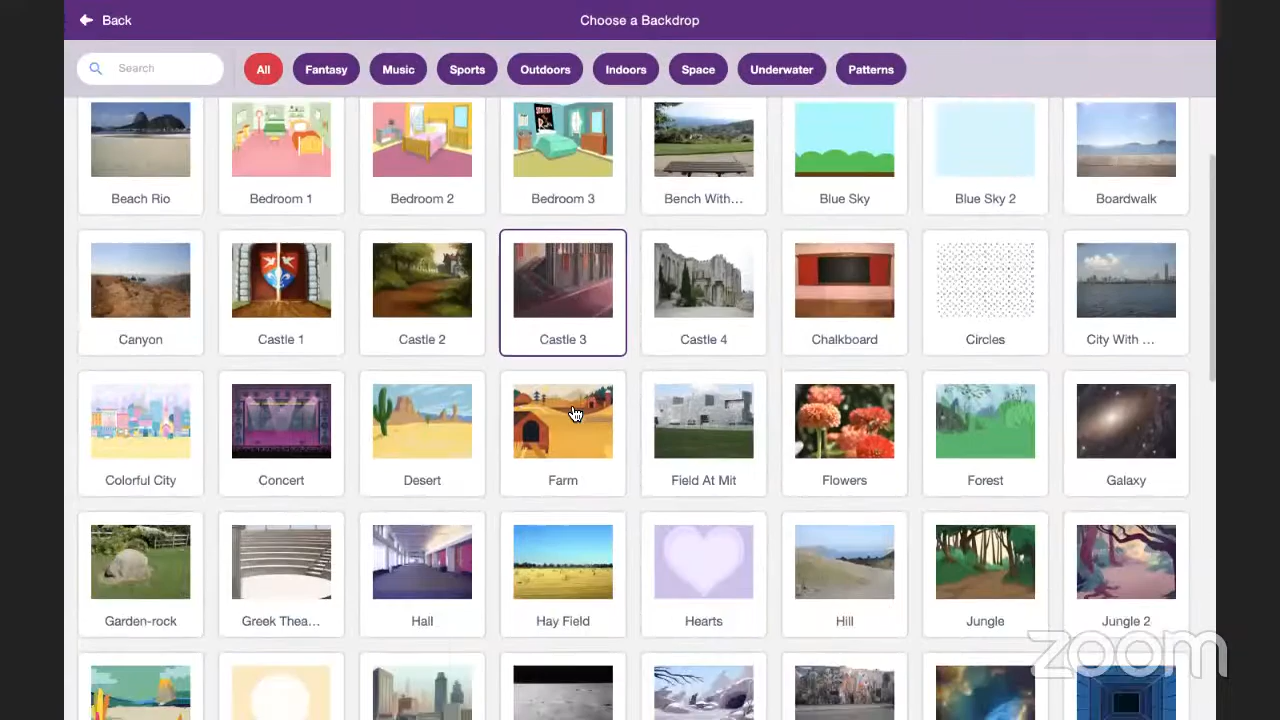 Back
Choose a Backdrop
Search
All
Fantasy
Music
Sports
Outdoors
Indoors
Space
Underwater
Patterns
Beach Rio
Bedroom 1
Bedroom 2
Bedroom 3
Bench With...
Blue Sky
Blue Sky 2
Boardwalk
Canyon
Castle 1
Castle 2
Castle 3
Castle 4
Chalkboard
Circles
City With ...
Colorful City
Concert
Desert
Farm
Field At Mit
Flowers
Forest
Galaxy
Garden-rock
Greek Thea...
Hall
Hay Field
Hearts
Hill
Jungle
Jungle 2
zoom